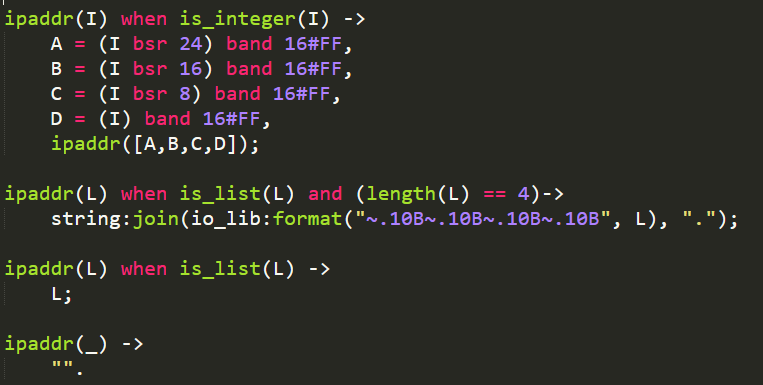 ipaddr(I) when is_integer(I) ->
    A = (I bsr 24) band 16#FF,
    B = (I bsr 16) band 16#FF,
    C = (I bsr 8) band 16#FF,
    D = (I) band 16#FF,
    ipaddr([A,B,C,D]);

ipaddr(L) when is_list(L) and (length(L) == 4)->
    string:join(io_lib:format("~.10B~.10B~.10B~.10B", L), ".");

ipaddr(L) when is_list(L) ->
    L;

ipaddr(_) ->
    "".